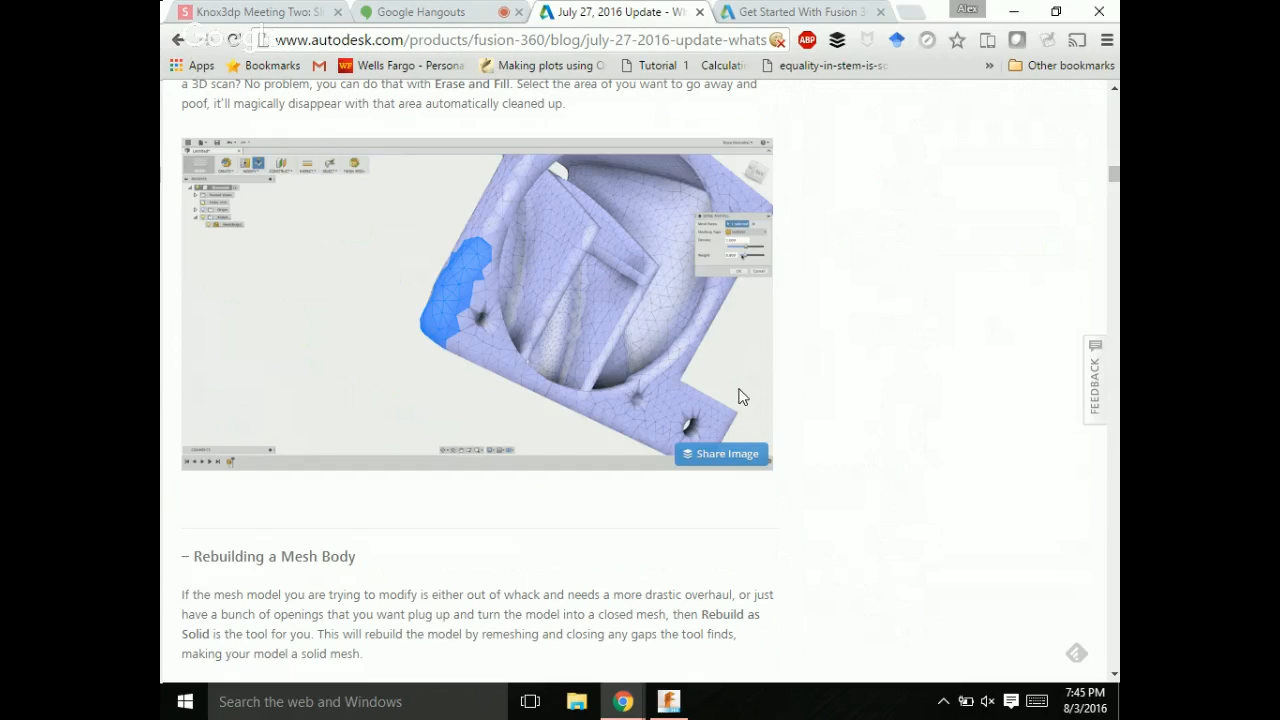 Knox3dp Meeting Two: Sl
Google Hangouts
July 27, 2016 Update - Wh
Get Started With Fusion 3
Alex
www.autodesk.com/products/fusion-360/blog/july-27-2016-update-whats
ABP
Apps
Bookmarks
Wells Fargo - Persona
Making plots using C
Tutorial 1
Calculati
equality-in-stem-is-sc
»
Other bookmarks
a 3D scan? No problem, you can do that with Erase and Fill. Select the area of you want to go away and
poof, it'll magically disappear with that area automatically cleaned up.
Share Image
FEEDBACK
– Rebuilding a Mesh Body
If the mesh model you are trying to modify is either out of whack and needs a more drastic overhaul, or just
have a bunch of openings that you want plug up and turn the model into a closed mesh, then Rebuild as
Solid is the tool for you. This will rebuild the model by remeshing and closing any gaps the tool finds,
making your model a solid mesh.
Search the web and Windows
7:45 PM
8/3/2016